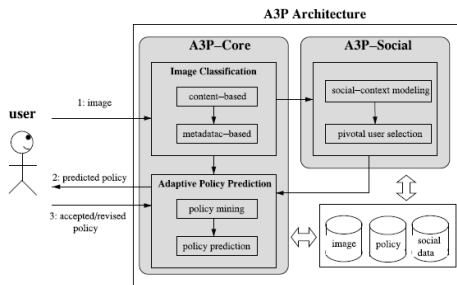 A3P Architecture
A3P–Core
A3P–Social
Image Classification
content–based
metadatac–based
social–context modeling
pivotal user selection
user
1: image
2: predicted policy
3: accepted/revised
policy
Adaptive Policy Prediction
policy mining
policy prediction
image
policy
social
data